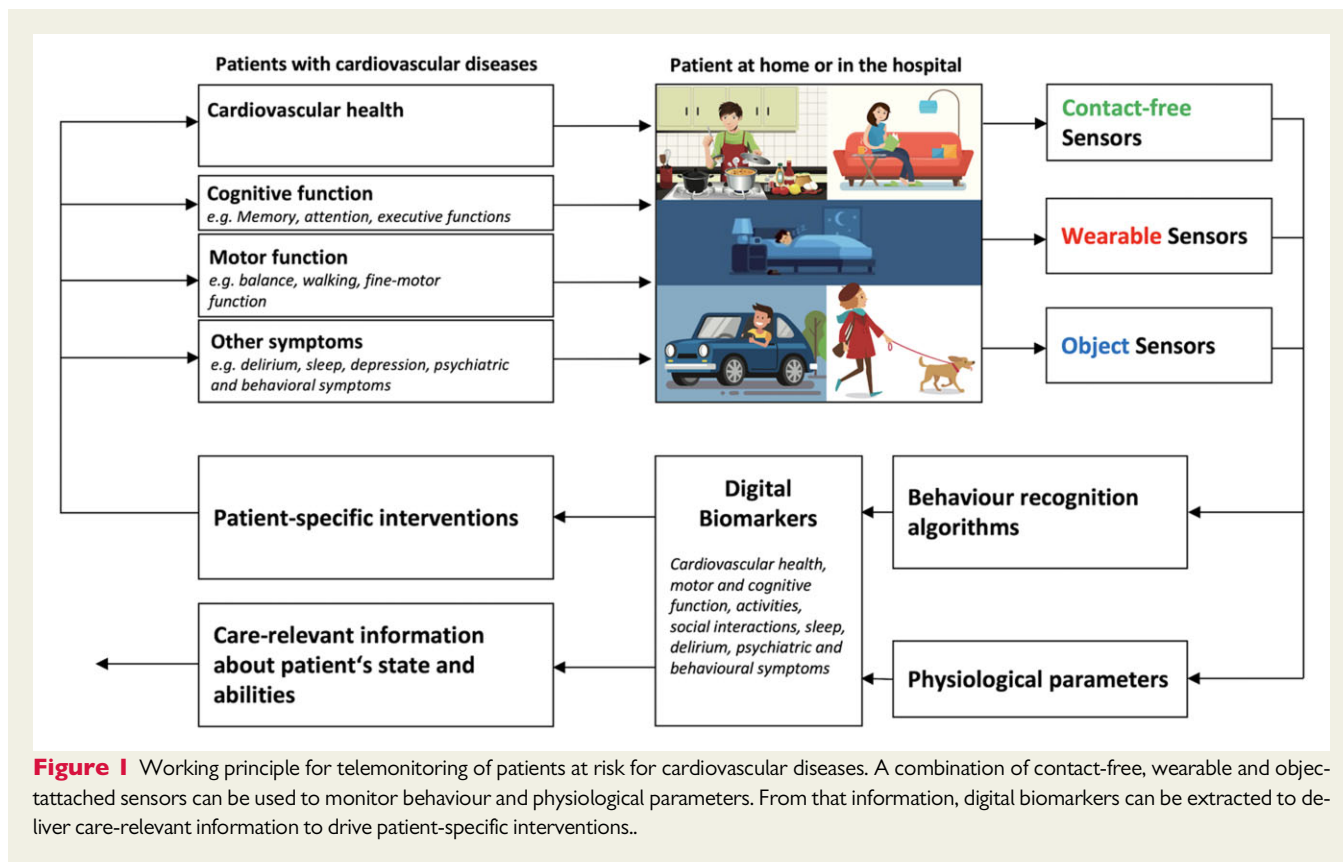 Patients with cardiovascular diseases
Patient at home or in the hospital
Cardiovascular health
Cognitive function
e.g. Memory, attention, executive functions
Motor function
e.g. balance, walking, fine-motor
function
Other symptoms
e.g. delirium, sleep, depression, psychiatric
and behavioral symptoms
Contact-free
Sensors
Wearable Sensors
Object Sensors
Patient-specific interventions
Care-relevant information
about patient‘s state and
abilities
Digital
Biomarkers
Cardiovascular health,
motor and cognitive
function, activities,
social interactions, sleep,
delirium, psychiatric and
behavioural symptoms
Behaviour recognition
algorithms
Physiological parameters
Figure 1 Working principle for telemonitoring of patients at risk for cardiovascular diseases. A combination of contact-free, wearable and objec-
tattached sensors can be used to monitor behaviour and physiological parameters. From that information, digital biomarkers can be extracted to de-
liver care-relevant information to drive patient-specific interventions..